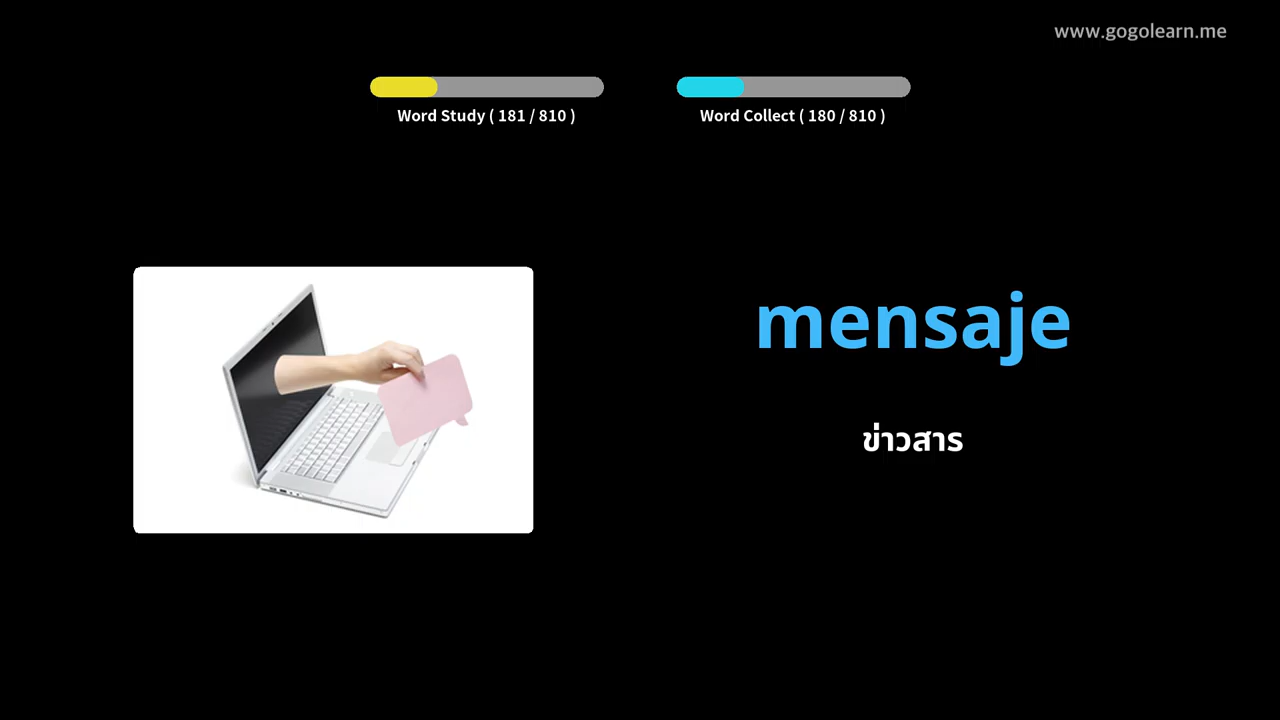 www.gogolearn.me
Word Study ( 181 / 810 )
Word Collect ( 180 / 810 )
mensaje
ข่าวสาร